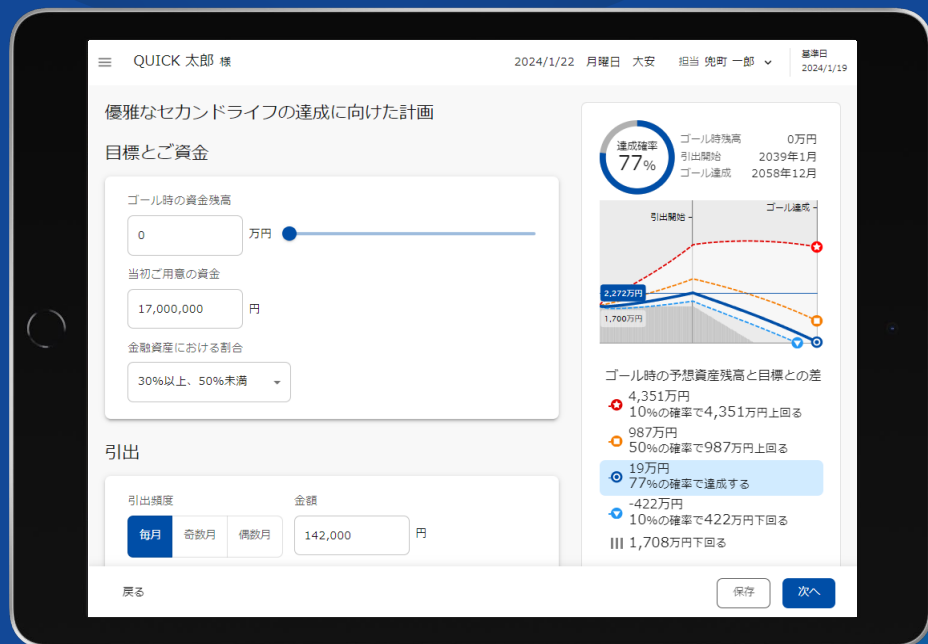 QUICK 太郎 様
2024/1/22 月曜日 大安 担当 兜町 一郎
基準日
2024/1/19
優雅なセカンドライフの達成に向けた計画
目標とご資金
ゴール時の資金残高
0 万円
当初ご用意の資金
17,000,000 円
金融資産における割合
30%以上、50%未満
引出
引出頻度 金額
毎月 奇数月 偶数月 142,000 円
達成確率
77%
ゴール時残高 0万円
引出開始 2039年1月
ゴール達成 2058年12月
ゴール達成
引出開始
2,272万円
1,700万円
ゴール時の予想資産残高と目標との差
4,351万円
10%の確率で4,351万円上回る
987万円
50%の確率で987万円上回る
19万円
77%の確率で達成する
-422万円
10%の確率で422万円下回る
1,708万円下回る
戻る 保存 次へ